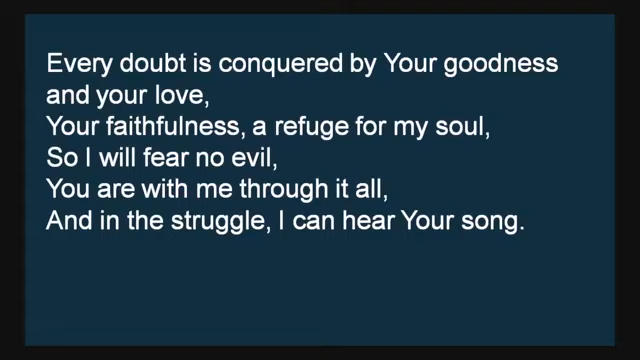 Every doubt is conquered by Your goodness
and your love,
Your faithfulness, a refuge for my soul,
So I will fear no evil,
You are with me through it all,
And in the struggle, I can hear Your song.